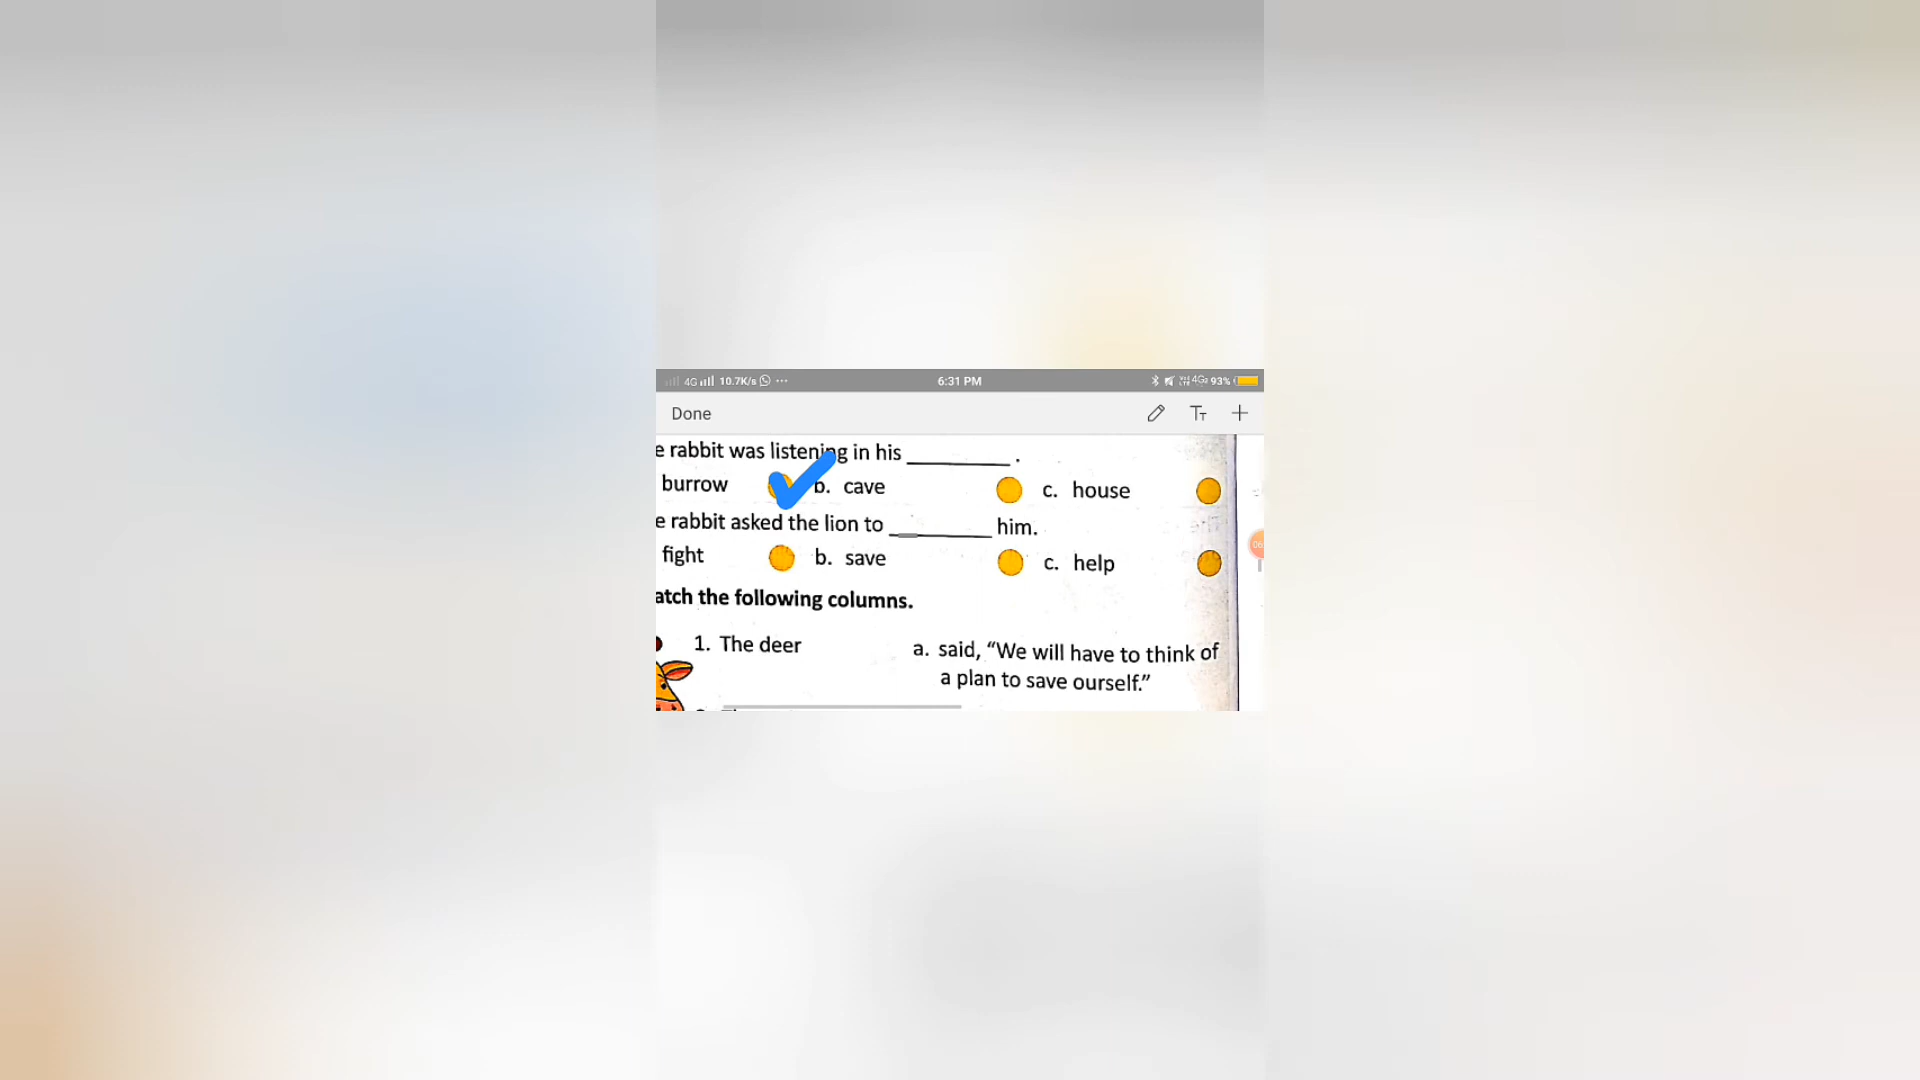 4G 10.7K/s ... 6:31 PM 4G 93%
Done
e rabbit was listening in his ________ .
burrow b. cave c. house
e rabbit asked the lion to ________ him.
fight b. save c. help
atch the following columns.
1. The deer a. said, “We will have to think of
a plan to save ourself.”